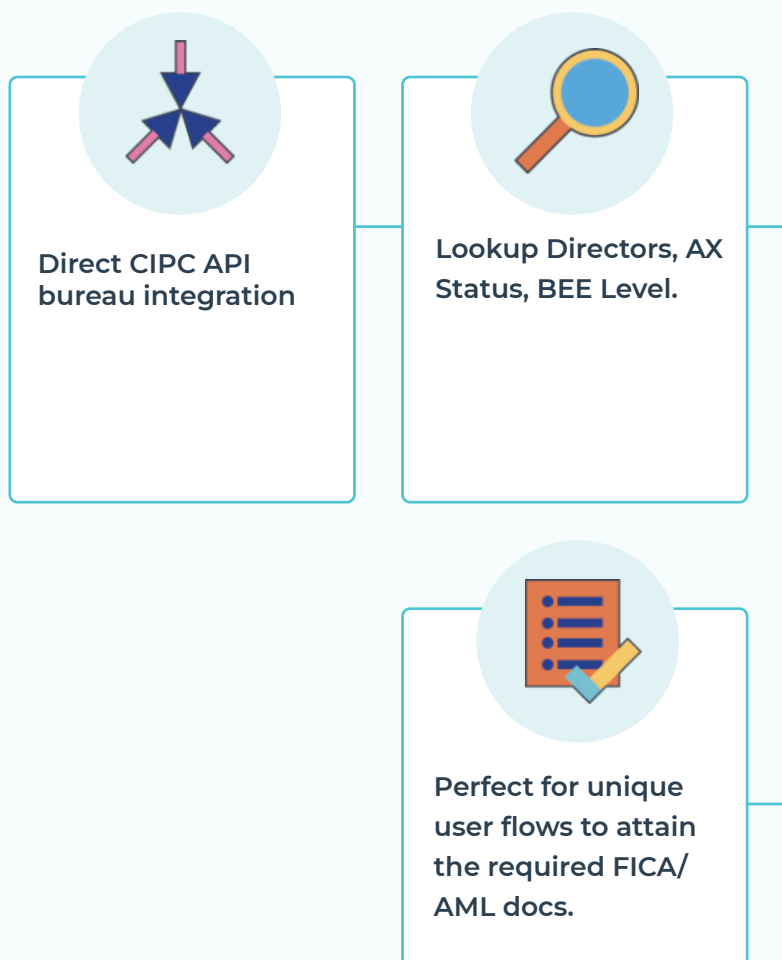 Direct CIPC API
bureau integration
Lookup Directors, AX
Status, BEE Level.
Perfect for unique
user flows to attain
the required FICA/
AML docs.